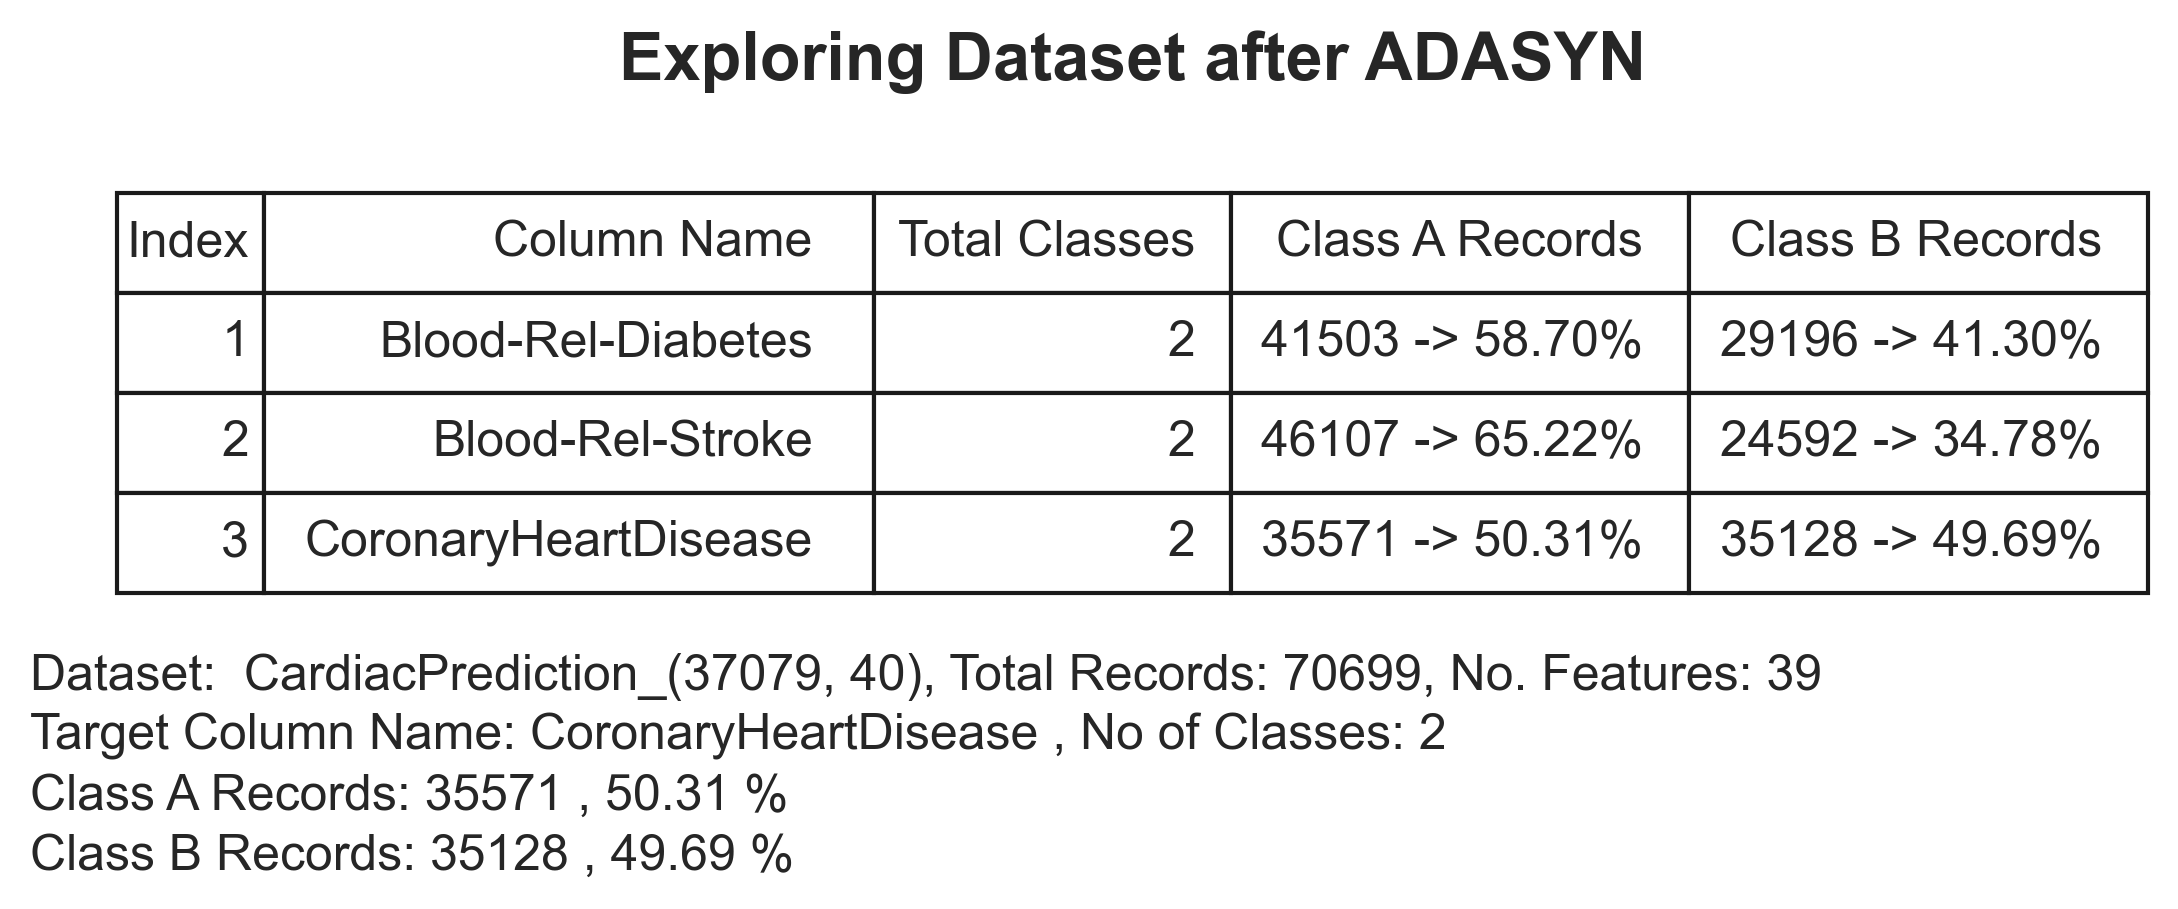 Exploring Dataset after ADASYN
Index Column Name Total Classes Class A Records Class B Records
1 Blood-Rel-Diabetes 2 41503 -> 58.70% 29196 -> 41.30%
2 Blood-Rel-Stroke 2 46107 -> 65.22% 24592 -> 34.78%
3 CoronaryHeartDisease 2 35571 -> 50.31% 35128 -> 49.69%
Dataset:  CardiacPrediction_(37079, 40), Total Records: 70699, No. Features: 39
Target Column Name: CoronaryHeartDisease , No of Classes: 2
Class A Records: 35571 , 50.31 %
Class B Records: 35128 , 49.69 %